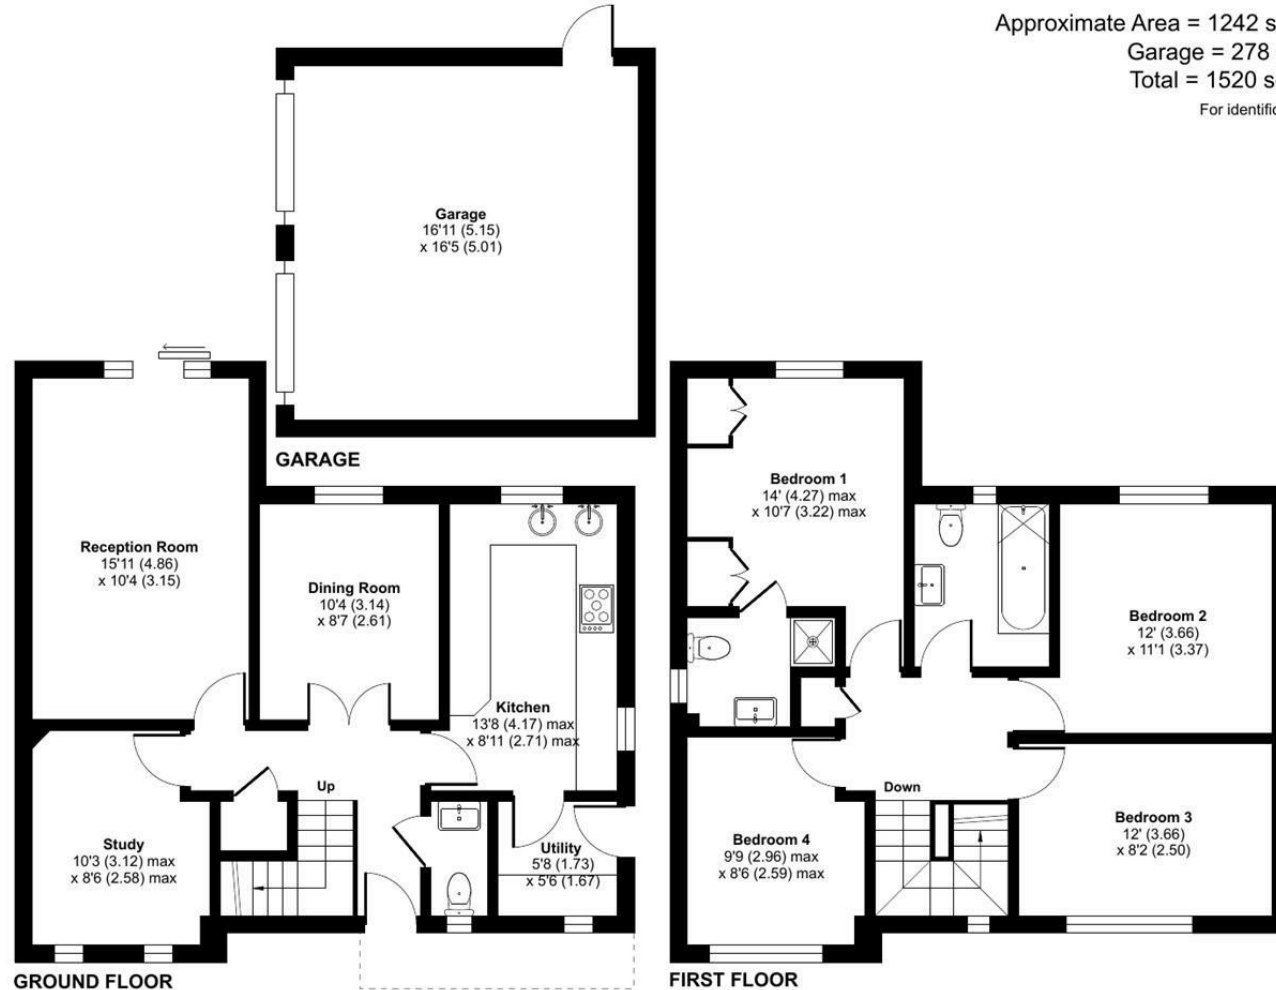 Approximate Area = 1242 s
Garage = 278
Total = 1520 s
For identific
Garage
16'11 (5.15)
x 16'5 (5.01)
GARAGE
Reception Room
15'11 (4.86)
x 10'4 (3.15)
Dining Room
10'4 (3.14)
x 8'7 (2.61)
Kitchen
13'8 (4.17) max
x 8'11 (2.71) max
Up
Study
10'3 (3.12) max
x 8'6 (2.58) max
Utility
5'8 (1.73)
x 5'6 (1.67)
GROUND FLOOR
Bedroom 1
14' (4.27) max
x 10'7 (3.22) max
Bedroom 2
12' (3.66)
x 11'1 (3.37)
Down
Bedroom 4
9'9 (2.96) max
x 8'6 (2.59) max
Bedroom 3
12' (3.66)
x 8'2 (2.50)
FIRST FLOOR